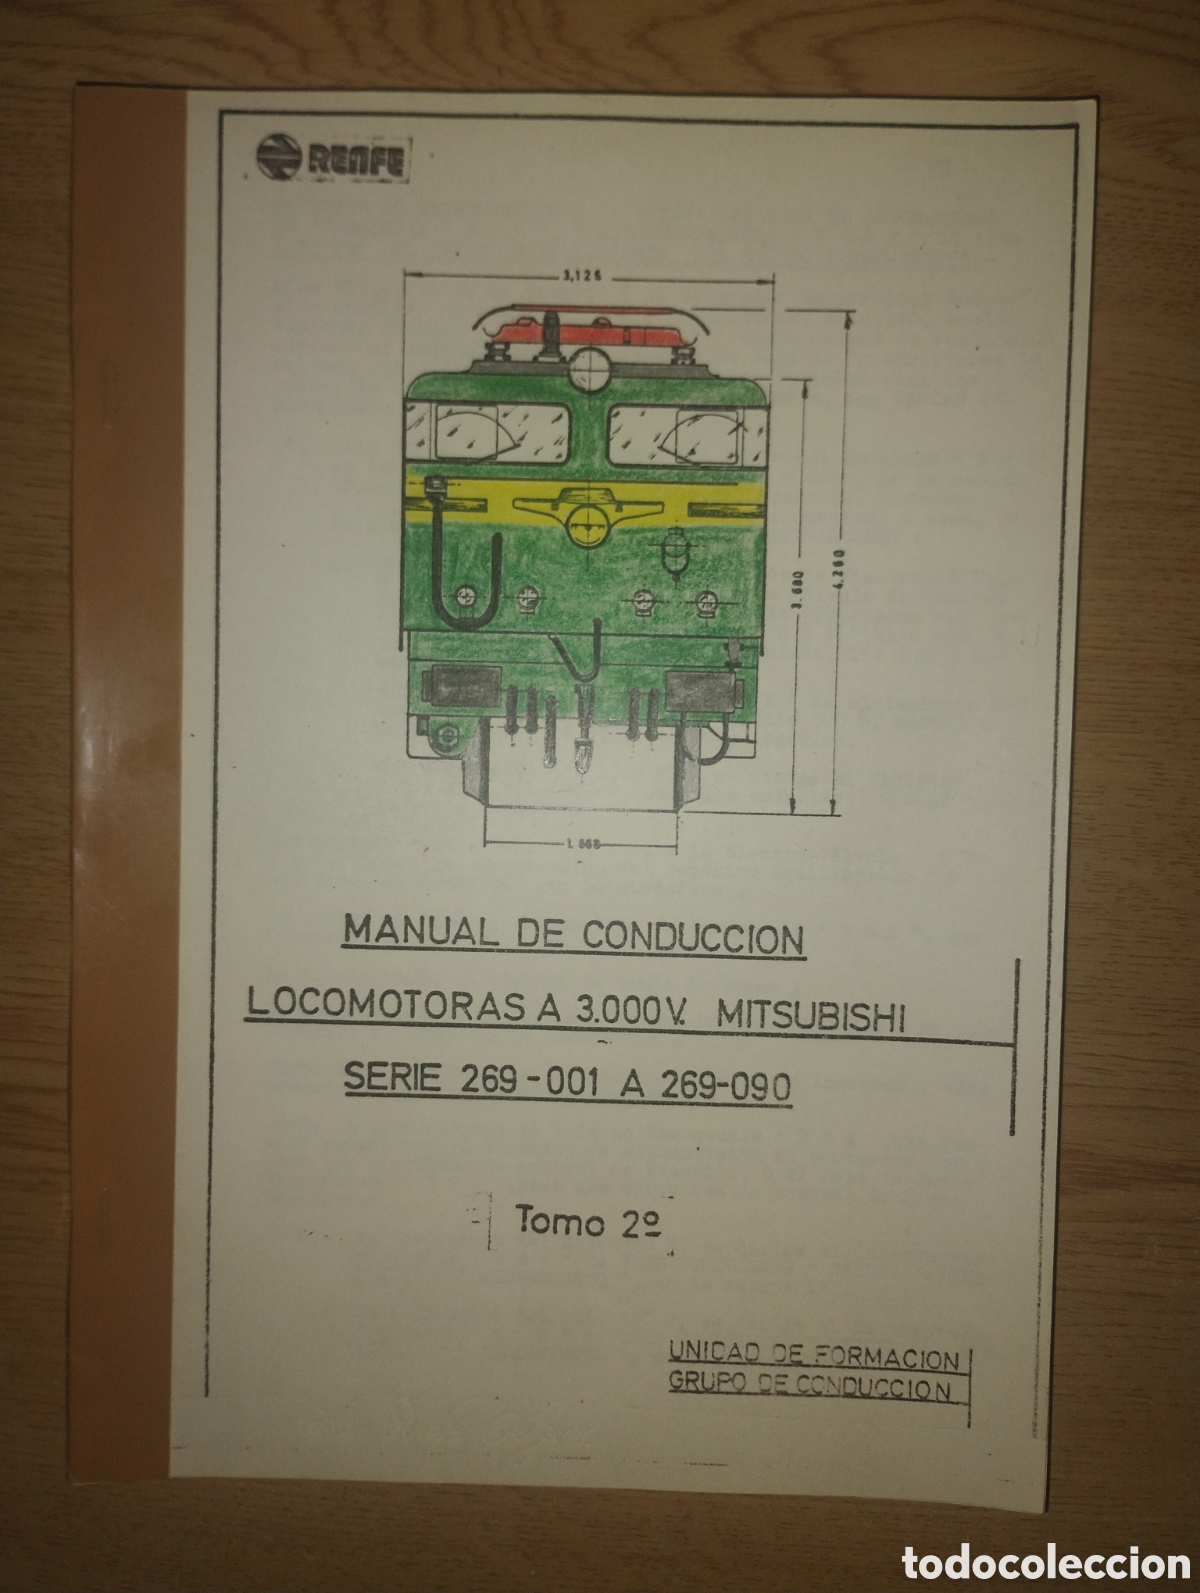 RENFE
3,126
3.680
4.260
1.668
MANUAL DE CONDUCCION
LOCOMOTORAS A 3.000V. MITSUBISHI
SERIE 269-001 A 269-090
Tomo 2º
UNIDAD DE FORMACION
GRUPO DE CONDUCCION
todocoleccion